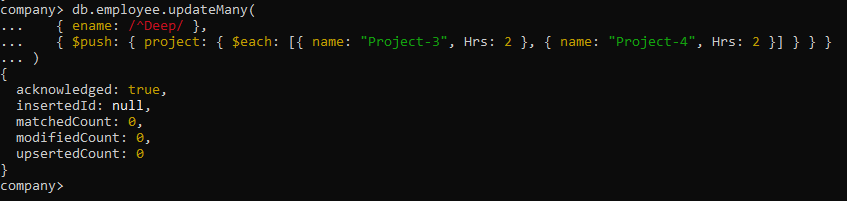 company> db.employee.updateMany(
...     { ename: /^Deep/ },
...     { $push: { project: { $each: [{ name: "Project-3", Hrs: 2 }, { name: "Project-4", Hrs: 2 }] } } }
... )
{
  acknowledged: true,
  insertedId: null,
  matchedCount: 0,
  modifiedCount: 0,
  upsertedCount: 0
}
company>